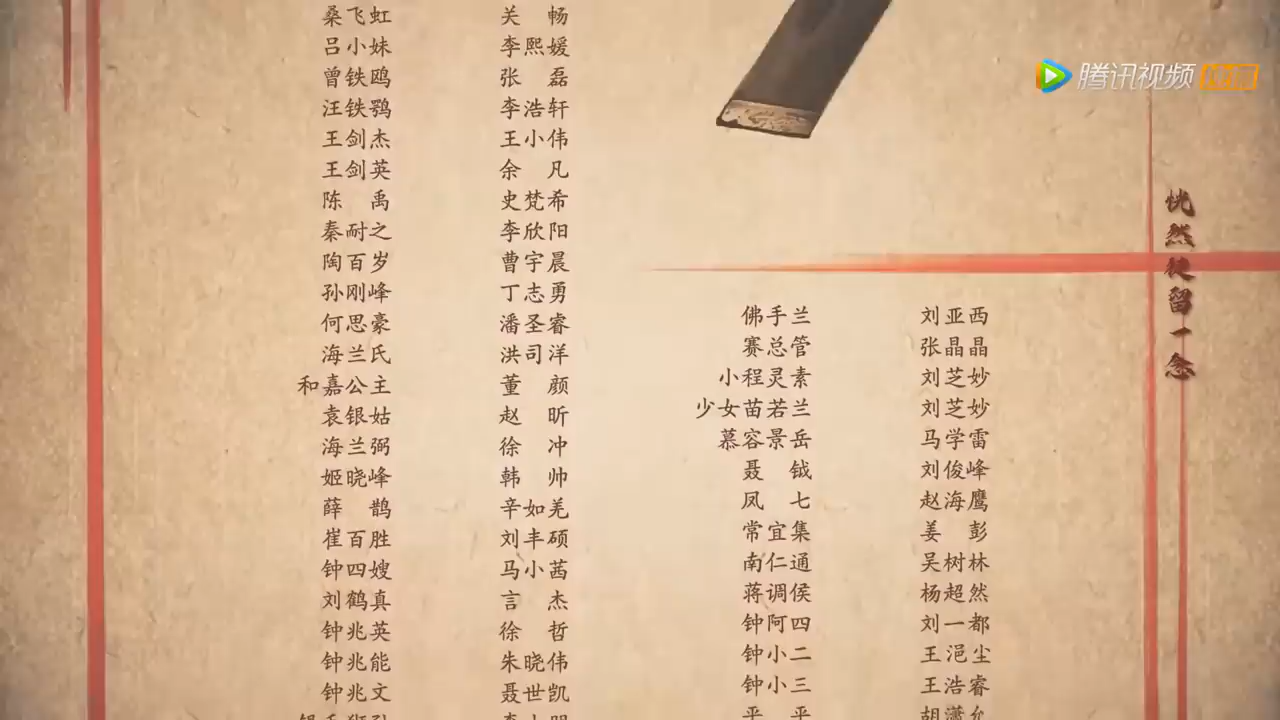 桑飞虹 关畅
吕小妹 李熙媛
曾铁鸥 张磊
汪铁鹗 李浩轩
王剑杰 王小伟
王剑英 余凡
陈禹 史梵希
秦耐之 李欣阳
陶百岁 曹宇晨
孙刚峰 丁志勇
何思豪 潘圣睿
海兰氏 洪司洋
和嘉公主 董颜
袁银姑 赵昕
海兰弼 徐冲
姬晓峰 韩帅
薛鹊 辛如羌
崔百胜 刘丰硕
钟四嫂 马小茜
刘鹤真 言杰
钟兆英 徐哲
钟兆能 朱晓伟
钟兆文 聂世凯
佛手兰 刘亚西
赛总管 张晶晶
小程灵素 刘芝妙
少女苗若兰 刘芝妙
慕容景岳 马学雷
聂钺 刘俊峰
凤七 赵海鹰
常宜集 姜彭
南仁通 吴树林
蒋调侯 杨超然
钟阿四 刘一都
钟小二 王浥尘
钟小三 王浩睿
平平 胡潇允
腾讯视频
恍然徒留一念